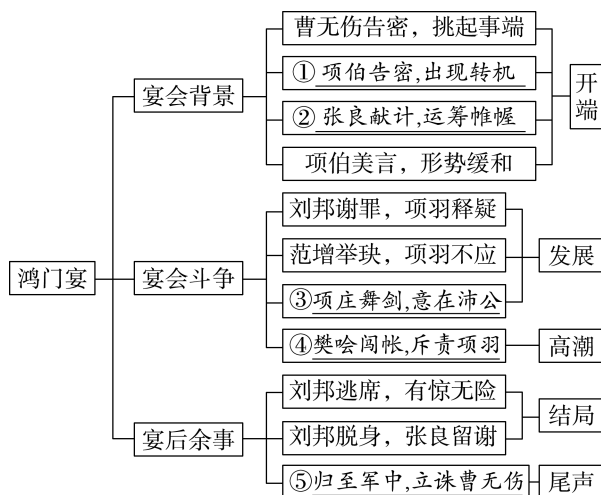 鸿门宴
宴会背景
曹无伤告密，挑起事端
①项伯告密,出现转机
②张良献计,运筹帷幄
项伯美言，形势缓和
开端
宴会斗争
刘邦谢罪，项羽释疑
范增举玦，项羽不应
③项庄舞剑,意在沛公
发展
④樊哙闯帐,斥责项羽
高潮
宴后余事
刘邦逃席，有惊无险
刘邦脱身，张良留谢
结局
⑤归至军中,立诛曹无伤
尾声